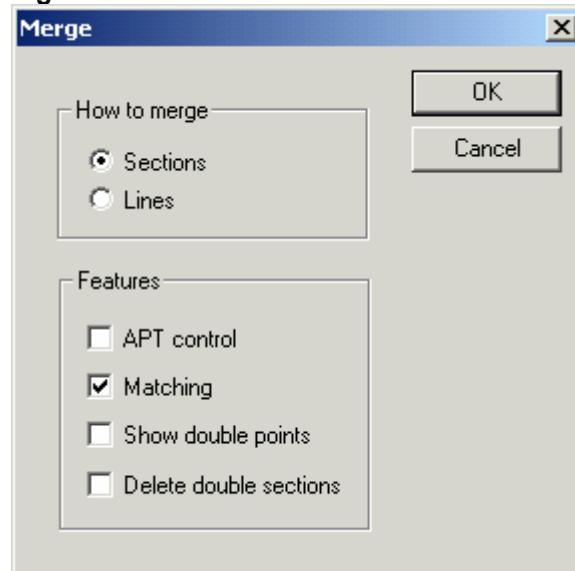 Merge
OK
Cancel
How to merge
Sections
Lines
Features
APT control
Matching
Show double points
Delete double sections